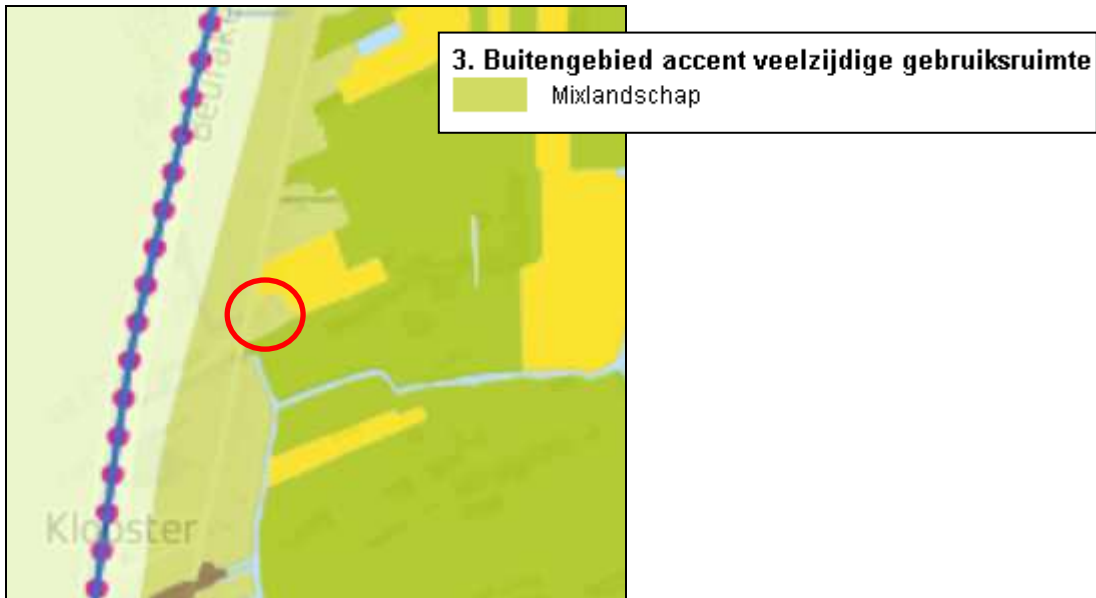 3. Buitengebied accent veelzijdige gebruiksruimte
Mixlandschap
Klooster